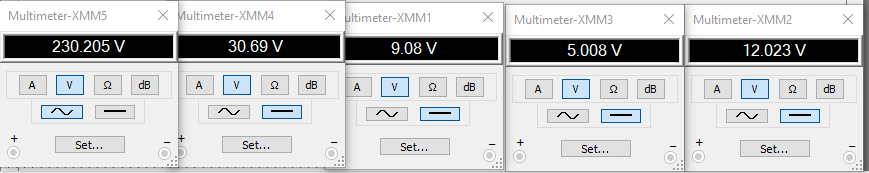 Multimeter-XMM5
230.205 V
A V Ω dB
Set...
+ −
Multimeter-XMM4
30.69 V
A V Ω dB
Set...
−
Multimeter-XMM1
9.08 V
A V Ω dB
Set...
−
Multimeter-XMM3
5.008 V
A V Ω dB
Set...
+
Multimeter-XMM2
12.023 V
A V Ω dB
Set...
+ −